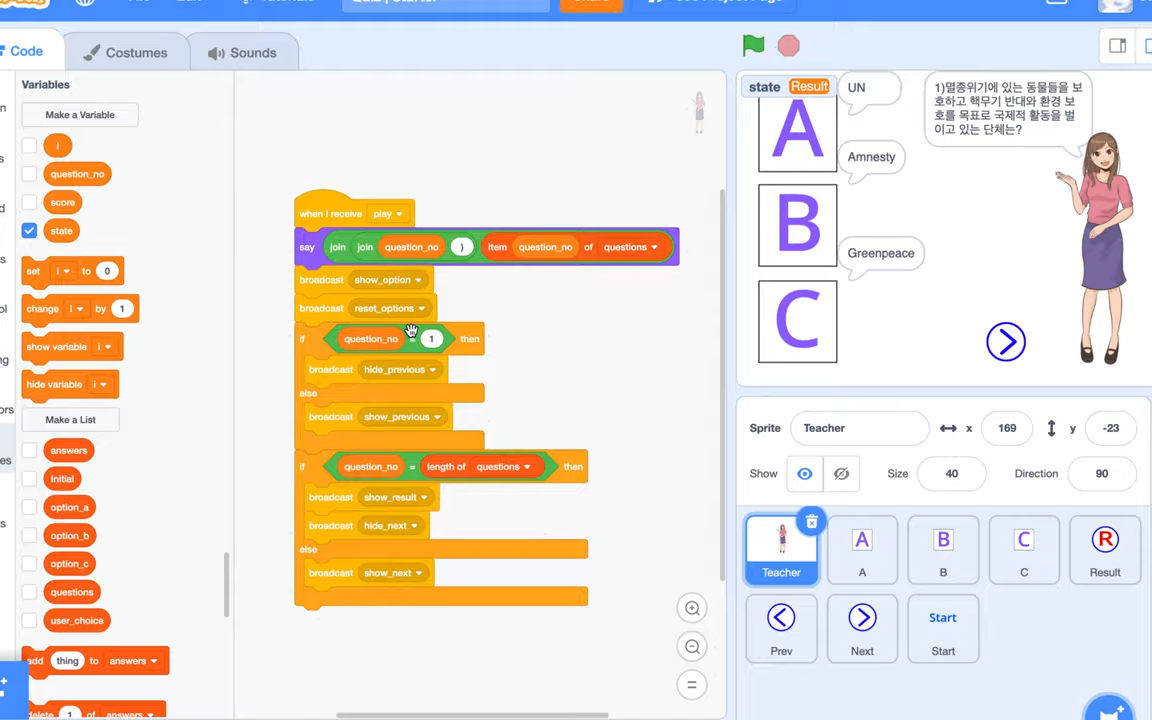 Code
Costumes
Sounds
Variables
Make a Variable
i
question_no
score
state
set i to 0
change i by 1
show variable i
hide variable i
Make a List
answers
Initial
option_a
option_b
option_c
questions
user_choice
add thing to answers
delete 1 of answers
when I receive play
say join join question_no ) item question_no of questions
broadcast show_option
broadcast reset_options
if question_no = 1 then
broadcast hide_previous
else
broadcast show_previous
if question_no = length of questions then
broadcast show_result
broadcast hide_next
else
broadcast show_next
state Result
UN
A
Amnesty
B
Greenpeace
C
1)멸종위기에 있는 동물들을 보
호하고 핵무기 반대와 환경 보
호를 목표로 국제적 활동을 벌
이고 있는 단체는?
Sprite Teacher x 169 y -23
Show Size 40 Direction 90
A B C R
Teacher A B C Result
Start
Prev Next Start